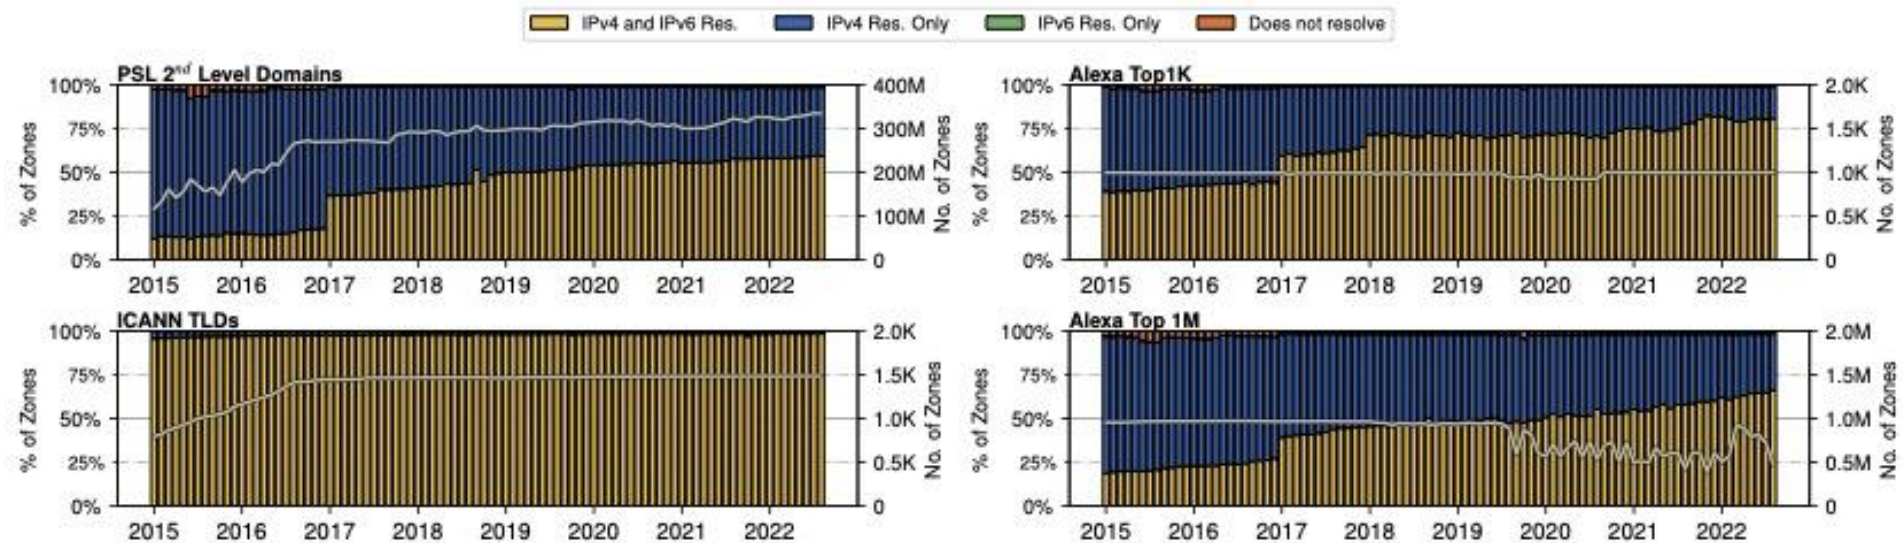 IPv4 and IPv6 Res. IPv4 Res. Only IPv6 Res. Only Does not resolve
PSL 2nd Level Domains
100%
75%
50%
25%
0%
% of Zones
400M
300M
200M
100M
0
No. of Zones
2015 2016 2017 2018 2019 2020 2021 2022
Alexa Top1K
100%
75%
50%
25%
0%
% of Zones
2.0K
1.5K
1.0K
0.5K
0
No. of Zones
2015 2016 2017 2018 2019 2020 2021 2022
ICANN TLDs
100%
75%
50%
25%
0%
% of Zones
2.0K
1.5K
1.0K
0.5K
0
No. of Zones
2015 2016 2017 2018 2019 2020 2021 2022
Alexa Top 1M
100%
75%
50%
25%
0%
% of Zones
2.0M
1.5M
1.0M
0.5M
0
No. of Zones
2015 2016 2017 2018 2019 2020 2021 2022